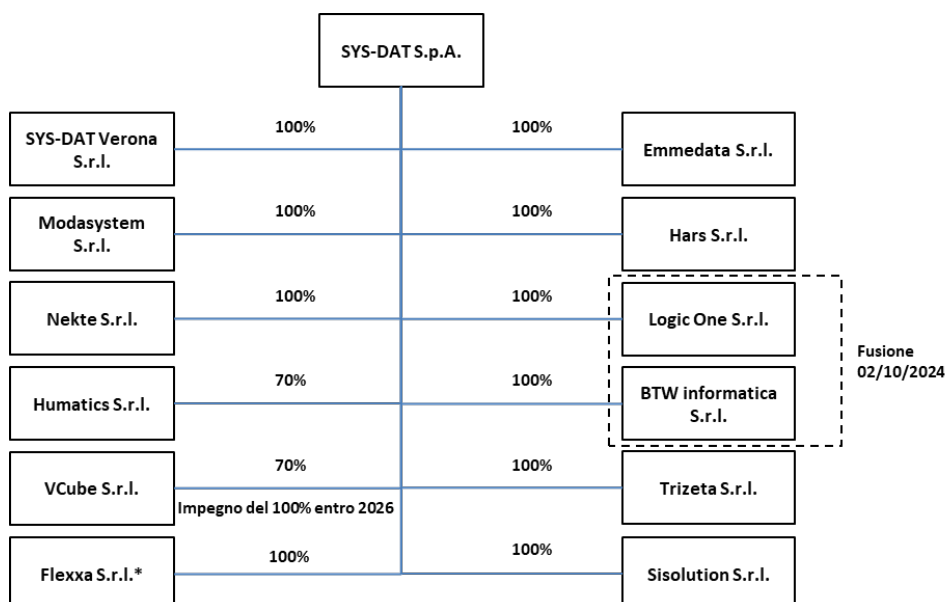 SYS-DAT S.p.A.
100%
100%
SYS-DAT Verona
S.r.l.
Emmedata S.r.l.
100%
100%
Modasystem
S.r.l.
Hars S.r.l.
100%
100%
Nekte S.r.l.
Logic One S.r.l.
Fusione
02/10/2024
70%
100%
Humatics S.r.l.
BTW informatica
S.r.l.
70%
100%
VCube S.r.l.
Trizeta S.r.l.
Impegno del 100% entro 2026
100%
100%
Flexxa S.r.l.*
Sisolution S.r.l.